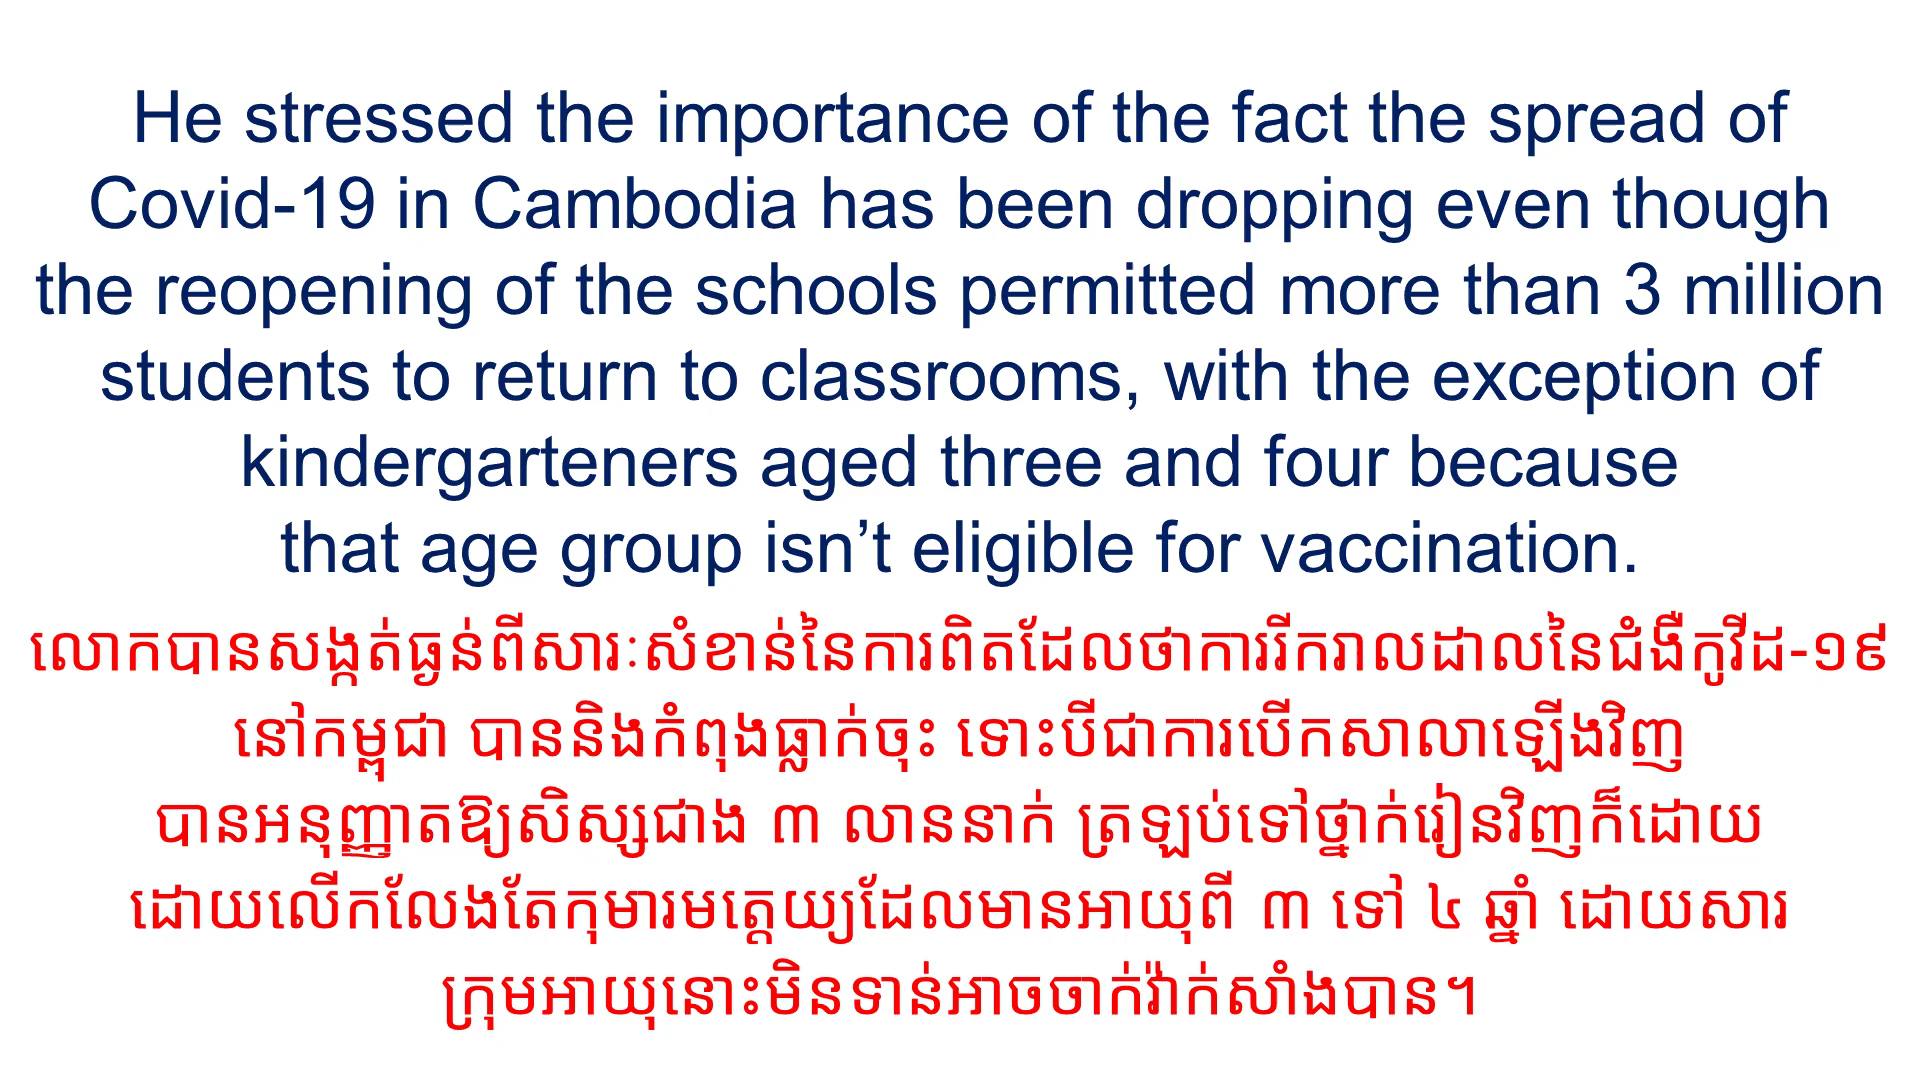 He stressed the importance of the fact the spread of
Covid-19 in Cambodia has been dropping even though
the reopening of the schools permitted more than 3 million
students to return to classrooms, with the exception of
kindergarteners aged three and four because
that age group isn’t eligible for vaccination.
លោកបានសង្កត់ធ្ងន់ពីសារៈសំខាន់នៃការពិតដែលថាការរីករាលដាលនៃជំងឺកូវីដ-១៩
នៅកម្ពុជា បាននិងកំពុងធ្លាក់ចុះ ទោះបីជាការបើកសាលាឡើងវិញ
បានអនុញ្ញាតឱ្យសិស្សជាង ៣ លាននាក់ ត្រឡប់ទៅថ្នាក់រៀនវិញក៏ដោយ
ដោយលើកលែងតែកុមារមត្តេយ្យដែលមានអាយុពី ៣ ទៅ ៤ ឆ្នាំ ដោយសារ
ក្រុមអាយុនោះមិនទាន់អាចចាក់វ៉ាក់សាំងបាន។